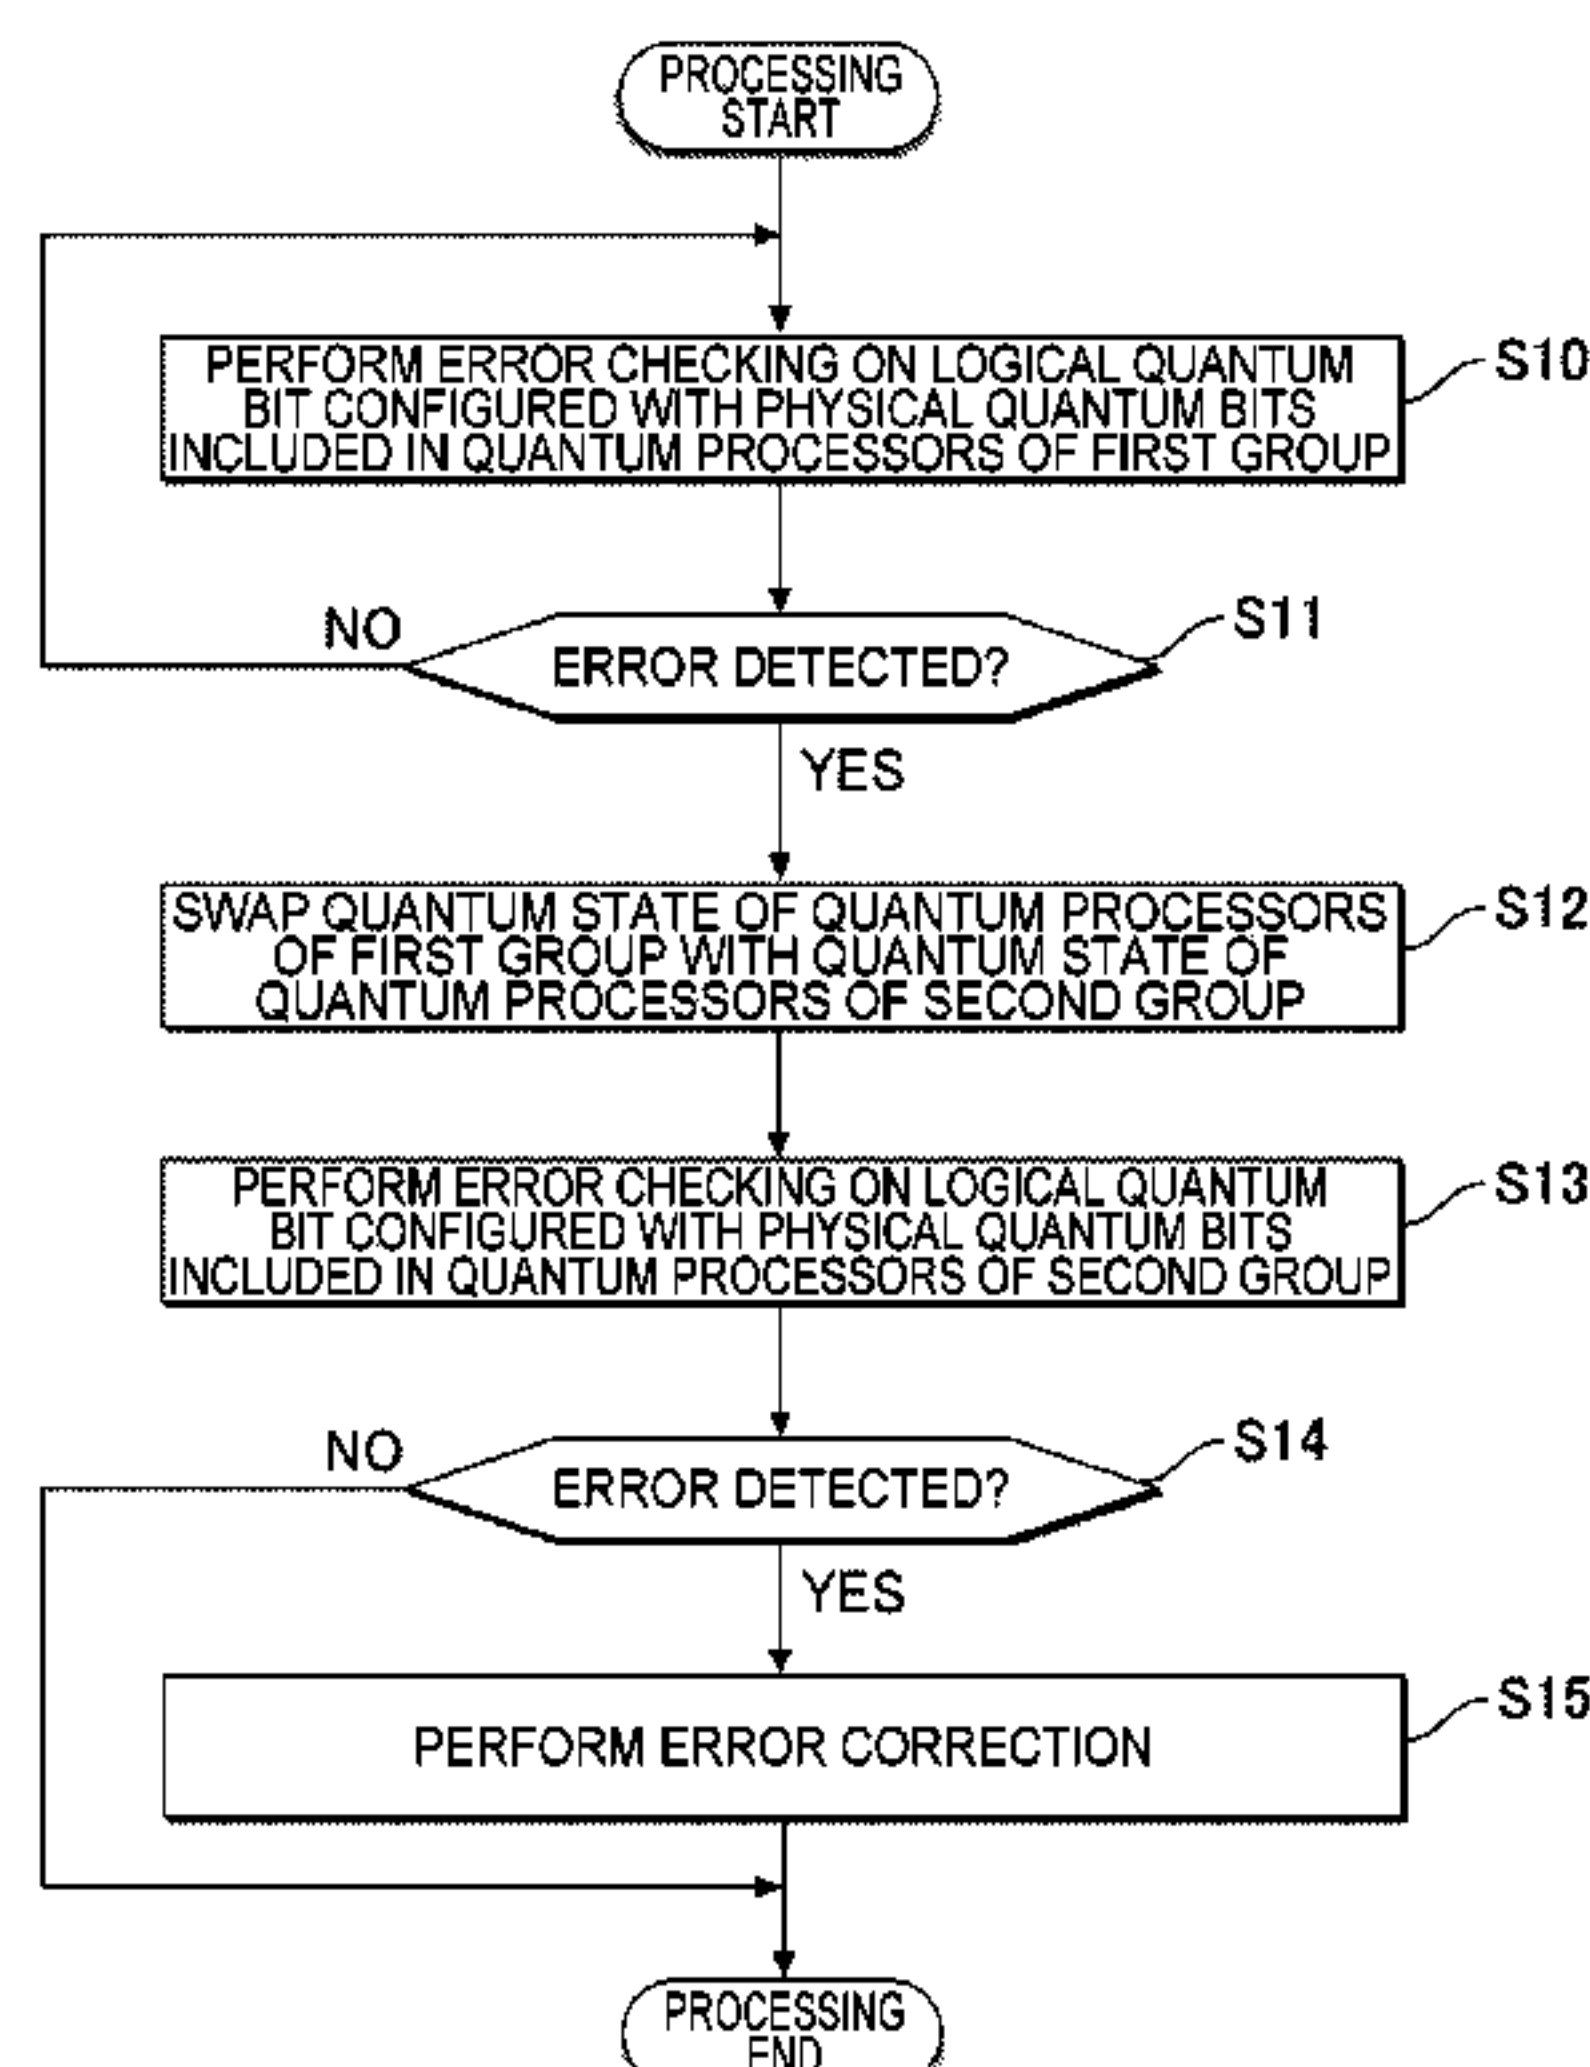 PROCESSING
START
PERFORM ERROR CHECKING ON LOGICAL QUANTUM
BIT CONFIGURED WITH PHYSICAL QUANTUM BITS
INCLUDED IN QUANTUM PROCESSORS OF FIRST GROUP
S10
NO
ERROR DETECTED?
S11
YES
SWAP QUANTUM STATE OF QUANTUM PROCESSORS
OF FIRST GROUP WITH QUANTUM STATE OF
QUANTUM PROCESSORS OF SECOND GROUP
S12
PERFORM ERROR CHECKING ON LOGICAL QUANTUM
BIT CONFIGURED WITH PHYSICAL QUANTUM BITS
INCLUDED IN QUANTUM PROCESSORS OF SECOND GROUP
S13
NO
ERROR DETECTED?
S14
YES
PERFORM ERROR CORRECTION
S15
PROCESSING
END